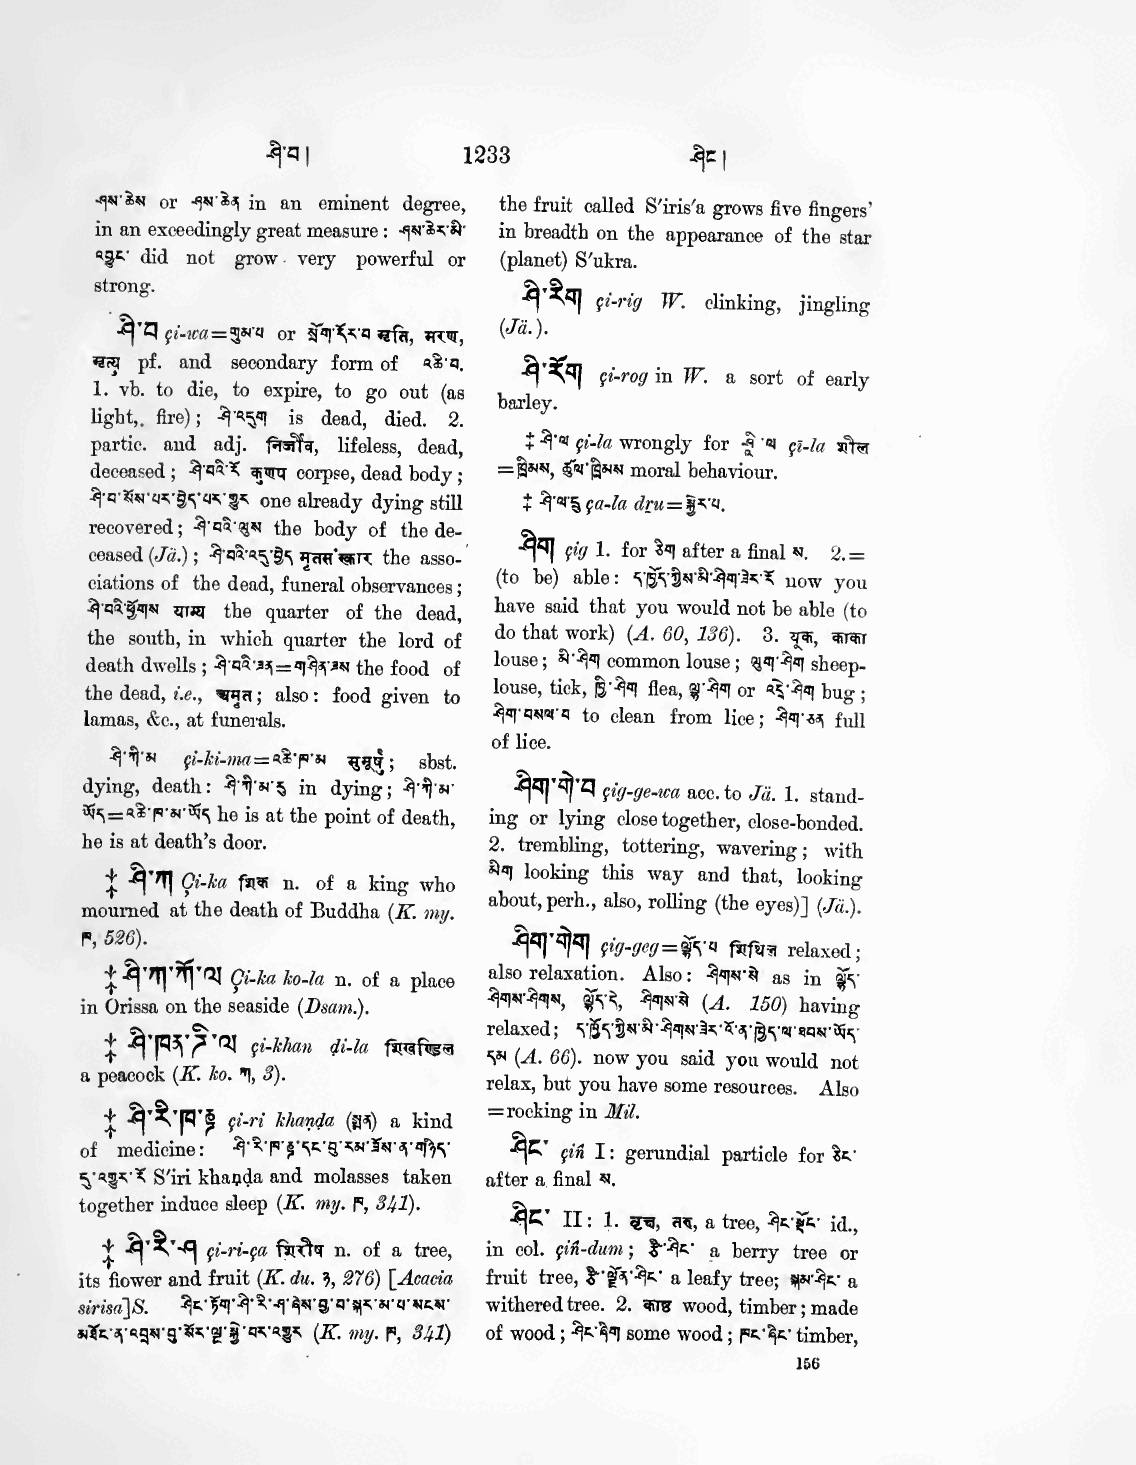 ཤི་བ། 1233 ཤིང།
ཤས་ཆེས or ཤས་ཆེན in an eminent degree,
in an exceedingly great measure : ཤས་ཆེར་མི་
འགྱུང་ did not grow very powerful or
strong.
ཤི་བ çi-wa=གུམ་པ or སྲོག་དོར་བ मृति, मरण,
मृत्यु pf. and secondary form of འཆི་བ.
1. vb. to die, to expire, to go out (as
light, fire) ; ཤི་འདུག is dead, died. 2.
partic. and adj. निर्जीव, lifeless, dead,
deceased ; ཤི་བའི་རོ कुणप corpse, dead body ;
ཤི་བ་སོས་པར་བྱེད་པར་གྱུར one already dying still
recovered ; ཤི་བའི་ལུས the body of the de-
ceased (Jä.) ; ཤི་བའི་འདུ་བྱེད मृतसंस्कार the asso-
ciations of the dead, funeral observances ;
ཤི་བའི་ཕྱོགས याम्य the quarter of the dead,
the south, in which quarter the lord of
death dwells ; ཤི་བའི་ཟན=གཤིན་ཟས the food of
the dead, i.e., अमृत ; also : food given to
lamas, &c., at funerals.
ཤི་ཀི་མ çi-ki-ma=འཆི་ཁ་མ मुमूर्षु ; sbst.
dying, death : ཤི་ཀི་མ་རུ in dying ; ཤི་ཀི་མ་
ཡོད=འཆི་ཁ་མ་ཡོད he is at the point of death,
he is at death's door.
‡ ཤི་ཀ Çi-ka शिक n. of a king who
mourned at the death of Buddha (K. my.
ཁ, 526).
‡ ཤི་ཀ་ཀོ་ལ Çi-ka ko-la n. of a place
in Orissa on the seaside (Dsam.).
‡ ཤི་ཁན་ཌི་ལ çi-khan ḍi-la शिखण्डिल
a peacock (K. ko. ཀ, 3).
‡ ཤི་རི་ཁ་ཎྜ çi-ri khaṇḍa (སྨན) a kind
of medicine : ཤི་རི་ཁ་ཎྜ་དང་བུ་རམ་ཟོས་ན་གཉིད་
དུ་འགྱུར་རོ S'iri khaṇḍa and molasses taken
together induce sleep (K. my. ཁ, 341).
‡ ཤི་རི་ཤ çi-ri-ça शिरीष n. of a tree,
its flower and fruit (K. du. ༣, 276) [Acacia
sirisa]S. ཤིང་ཏོག་ཤི་རི་ཤ་ཞེས་བྱ་བ་སྐར་མ་པ་སངས་
མཐོང་ན་འབྲས་བུ་སོར་ལྔ་སྐྱེ་བར་འགྱུར (K. my. ཁ, 341)
the fruit called S'iris'a grows five fingers'
in breadth on the appearance of the star
(planet) S'ukra.
ཤི་རིག çi-rig W. clinking, jingling
(Jä.).
ཤི་རོག çi-rog in W. a sort of early
barley.
‡ ཤི་ལ çi-la wrongly for ཤཱི་ལ çī-la शील
=ཁྲིམས, ཚུལ་ཁྲིམས moral behaviour.
‡ ཤི་ལ་དྲུ ça-la dṛu=སྐྱེར་པ.
ཤིག çig 1. for ཅིག after a final ས. 2.=
(to be) able : ད་ཁྱོད་ཀྱིས་མི་ཤིག་ཟེར་རོ now you
have said that you would not be able (to
do that work) (A. 60, 136). 3. यूक, काका
louse ; མི་ཤིག common louse ; ལུག་ཤིག sheep-
louse, tick, ཁྱི་ཤིག flea, ལྷ་ཤིག or འདྲེ་ཤིག bug ;
ཤིག་བསལ་བ to clean from lice ; ཤིག་ཅན full
of lice.
ཤིག་གེ་བ çig-ge-wa acc. to Jä. 1. stand-
ing or lying close together, close-bonded.
2. trembling, tottering, wavering ; with
མིག looking this way and that, looking
about, perh., also, rolling (the eyes)] (Jä.).
ཤིག་གེག çig-geg=ལྷོད་པ शिथिल relaxed ;
also relaxation. Also : ཤིགས་སེ as in ལྷོད་
ཤིགས་ཤིགས, ལྷོད་དེ, ཤིགས་སེ (A. 150) having
relaxed ; ད་ཁྱོད་ཀྱིས་མི་ཤིགས་ཟེར་བོ་ན་ཁྱེད་ལ་ཐབས་ཡོད་
དམ (A. 66). now you said you would not
relax, but you have some resources. Also
=rocking in Mil.
ཤིང་ çiṅ I : gerundial particle for ཅིང་
after a final ས.
ཤིང་ II : 1. वृक्ष, तरु, a tree, ཤིང་སྡོང་ id.,
in col. çiṅ-dum ; རྩི་ཤིང་ a berry tree or
fruit tree, རྩི་ལྡོན་ཤིང་ a leafy tree; སྐམ་ཤིང་ a
withered tree. 2. काष्ठ wood, timber ; made
of wood ; ཤིང་ཞིག some wood ; ཁང་ཤིང་ timber,
156